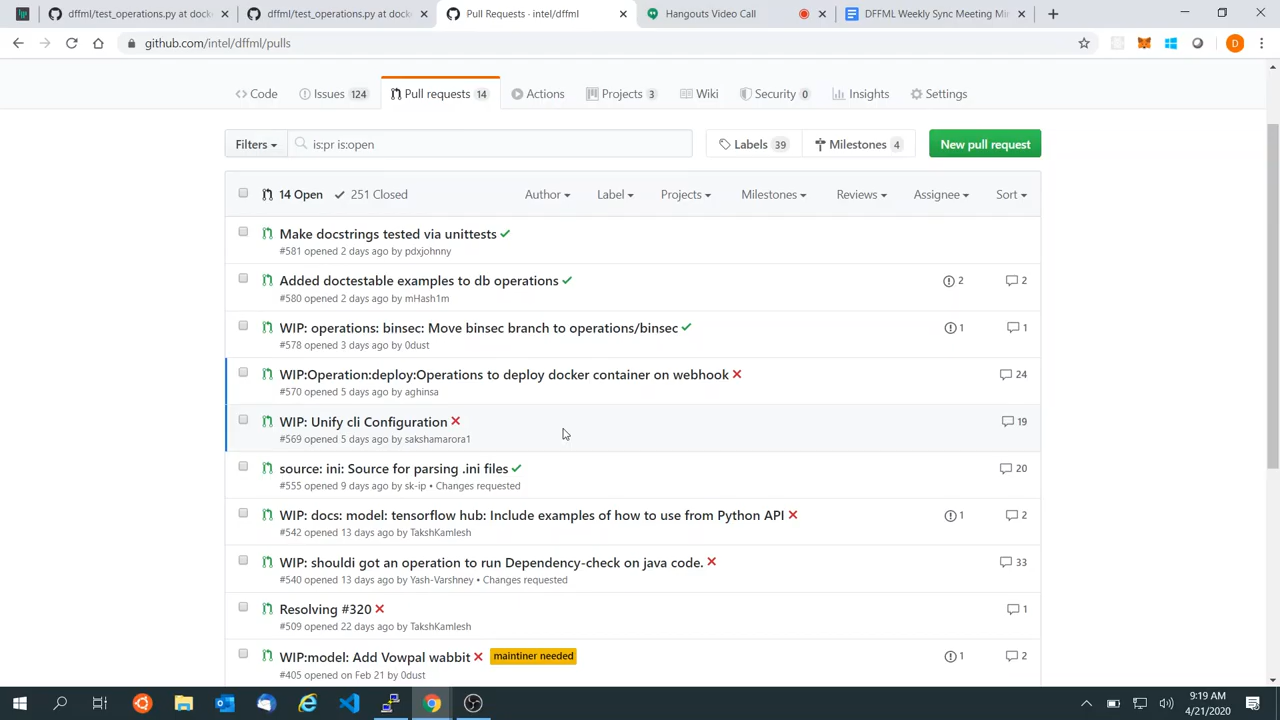 dffml/test_operations.py at dock
dffml/test_operations.py at dock
Pull Requests · intel/dffml
Hangouts Video Call
DFFML Weekly Sync Meeting Min
github.com/intel/dffml/pulls
D
Code
Issues 124
Pull requests 14
Actions
Projects 3
Wiki
Security 0
Insights
Settings
Filters
is:pr is:open
Labels 39
Milestones 4
New pull request
14 Open
251 Closed
Author
Label
Projects
Milestones
Reviews
Assignee
Sort
Make docstrings tested via unittests
#581 opened 2 days ago by pdxjohnny
Added doctestable examples to db operations
2
2
#580 opened 2 days ago by mHash1m
WIP: operations: binsec: Move binsec branch to operations/binsec
1
1
#578 opened 3 days ago by 0dust
WIP:Operation:deploy:Operations to deploy docker container on webhook
24
#570 opened 5 days ago by aghinsa
WIP: Unify cli Configuration
19
#569 opened 5 days ago by sakshamarora1
source: ini: Source for parsing .ini files
20
#555 opened 9 days ago by sk-ip • Changes requested
WIP: docs: model: tensorflow hub: Include examples of how to use from Python API
1
2
#542 opened 13 days ago by TakshKamlesh
WIP: shouldi got an operation to run Dependency-check on java code.
33
#540 opened 13 days ago by Yash-Varshney • Changes requested
Resolving #320
1
#509 opened 22 days ago by TakshKamlesh
WIP:model: Add Vowpal wabbit
maintiner needed
1
2
#405 opened on Feb 21 by 0dust
9:19 AM
4/21/2020